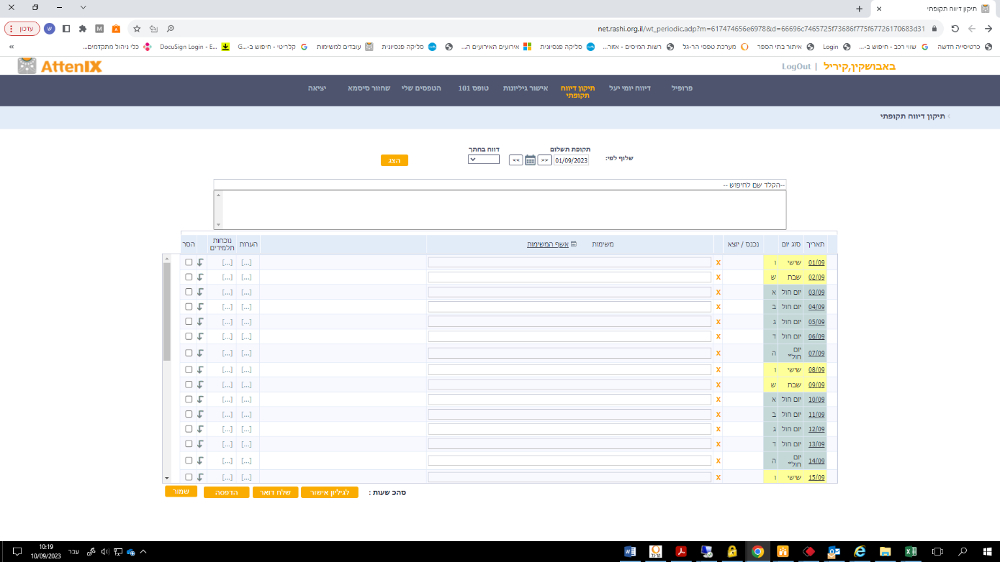 תיקון דיווח תקופתי
עדכון
net.rashi.org.il/wt_periodic.adp?m=617474656e6978&d=66696c7465725f73686f775f67726170683d31
כרטיסייה חדשה
שווי רכב - חיפוש ב-...
Login
איתור בתי הספר
מערכת טפסי הר-גל
רשות המיסים - אזור...
סליקה פנסיונית
אירועים האירועים ה...
סליקה פנסיונית
עובדים למשימות
קלריטי - חיפוש ב-G...
DocuSign Login - E...
כלי ניהול מתקדמים...
AttenIX
באבושקין,קיריל | LogOut
פרופיל
דיווח יומי יעל
תיקון דיווח תקופתי
אישור גיליונות
טופס 101
הטפסים שלי
שחזור סיסמא
יציאה
תיקון דיווח תקופתי
שלוף לפי:
תקופת תשלום
דווח בחתך
01/09/2023 >> <<
הצג
--הקלד שם לחיפוש --
תאריך סוג יום נכנס / יוצא משימות אשף המשימות הערות נוכחות תלמידים הסר
01/09 שישי ו X [...] [...]
02/09 שבת ש X [...] [...]
03/09 יום חול א X [...] [...]
04/09 יום חול ב X [...] [...]
05/09 יום חול ג X [...] [...]
06/09 יום חול ד X [...] [...]
07/09 יום חול" ה X [...] [...]
08/09 שישי ו X [...] [...]
09/09 שבת ש X [...] [...]
10/09 יום חול א X [...] [...]
11/09 יום חול ב X [...] [...]
12/09 יום חול ג X [...] [...]
13/09 יום חול ד X [...] [...]
14/09 יום חול" ה X [...] [...]
15/09 שישי ו X [...] [...]
סהכ שעות :
לגיליון אישור
שלח דואר
הדפסה
שמור
עבר
10:19
10/09/2023